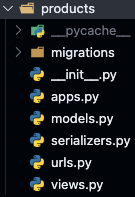 products
__pycache__
migrations
__init__.py
apps.py
models.py
serializers.py
urls.py
views.py